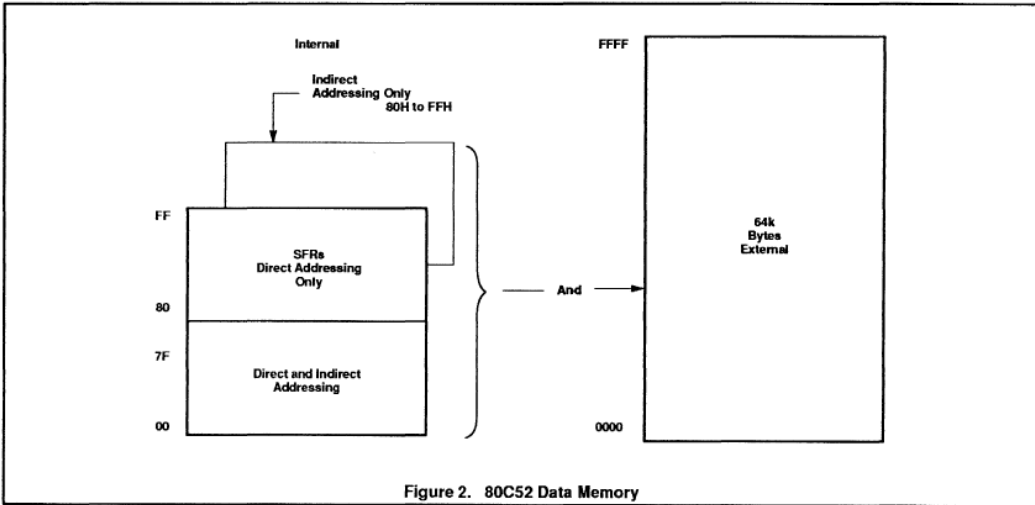 Internal
Indirect
Addressing Only
80H to FFH
FF
SFRs
Direct Addressing
Only
80
7F
Direct and Indirect
Addressing
00
And
FFFF
64k
Bytes
External
0000
Figure 2. 80C52 Data Memory